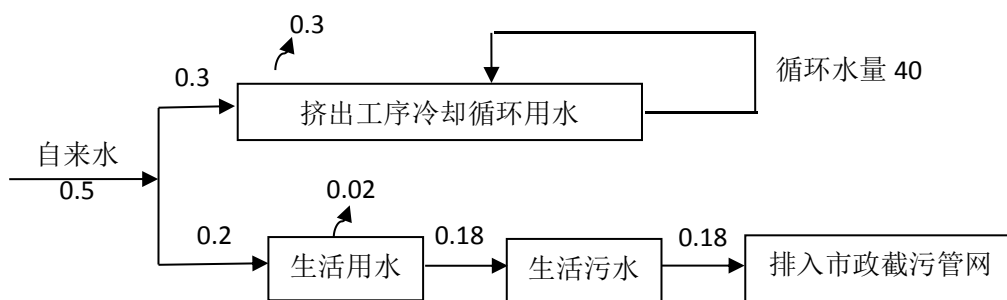 0.3
0.3
循环水量 40
挤出工序冷却循环用水
自来水
0.5
0.02
0.2
0.18
0.18
生活用水
生活污水
排入市政截污管网